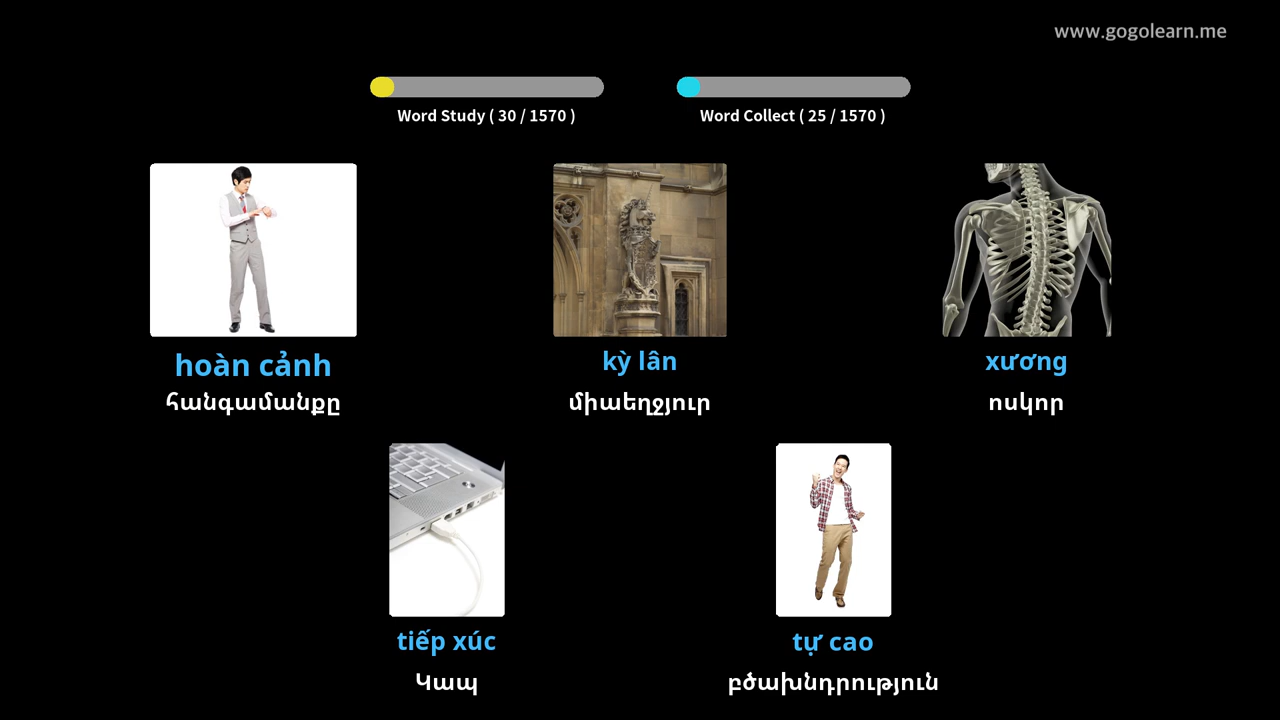 www.gogolearn.me
Word Study ( 30 / 1570 )
Word Collect ( 25 / 1570 )
hoàn cảnh
հանգամանքը
kỳ lân
միաեղջյուր
xương
ոսկոր
tiếp xúc
Կապ
tự cao
բծախնդրություն